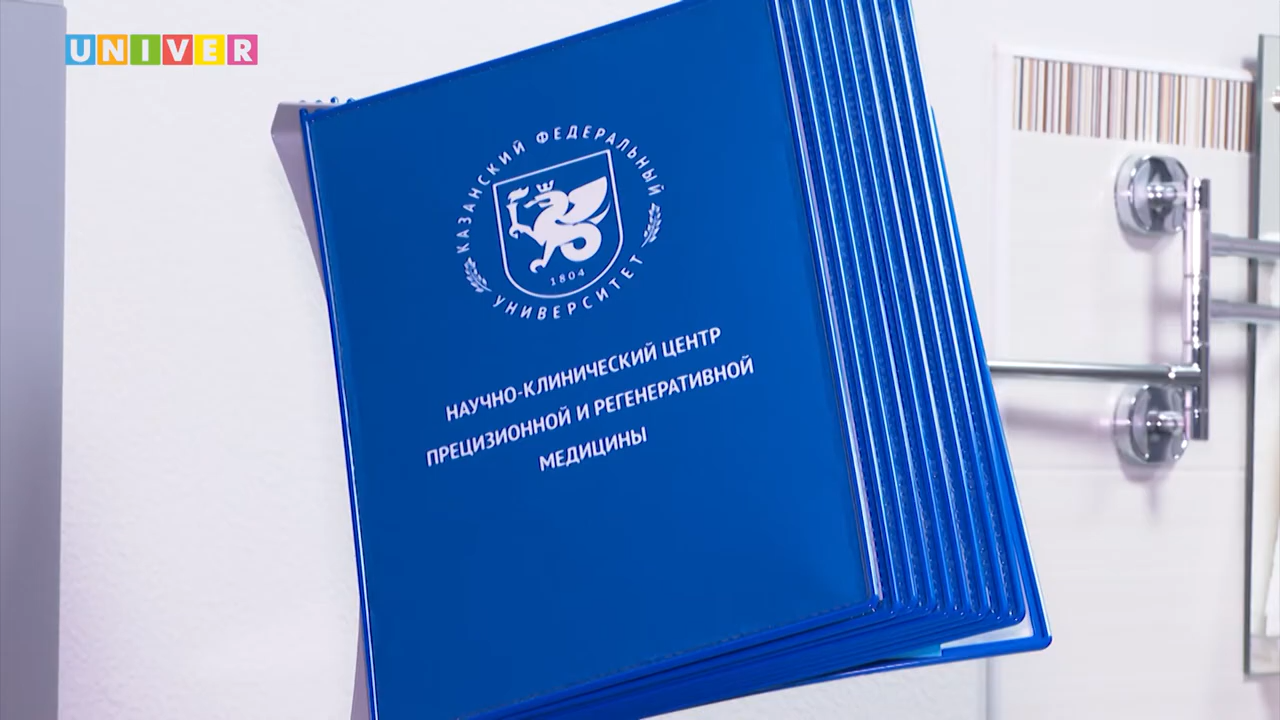 UNIVER
КАЗАНСКИЙ ФЕДЕРАЛЬНЫЙ
УНИВЕРСИТЕТ
1804
НАУЧНО-КЛИНИЧЕСКИЙ ЦЕНТР
ПРЕЦИЗИОННОЙ И РЕГЕНЕРАТИВНОЙ
МЕДИЦИНЫ